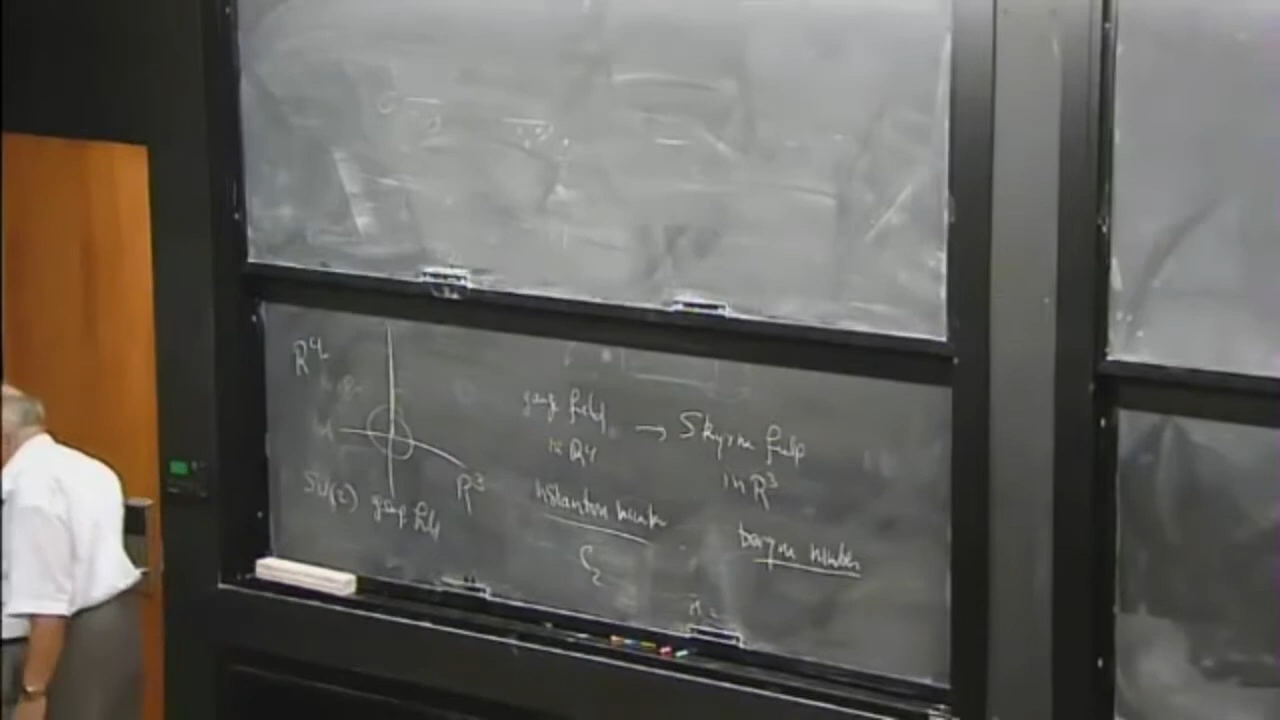 R⁴
R³
SU(2) gauge field
gauge field → Skyrme field
in R⁴
in R³
instanton number
baryon number
C₂